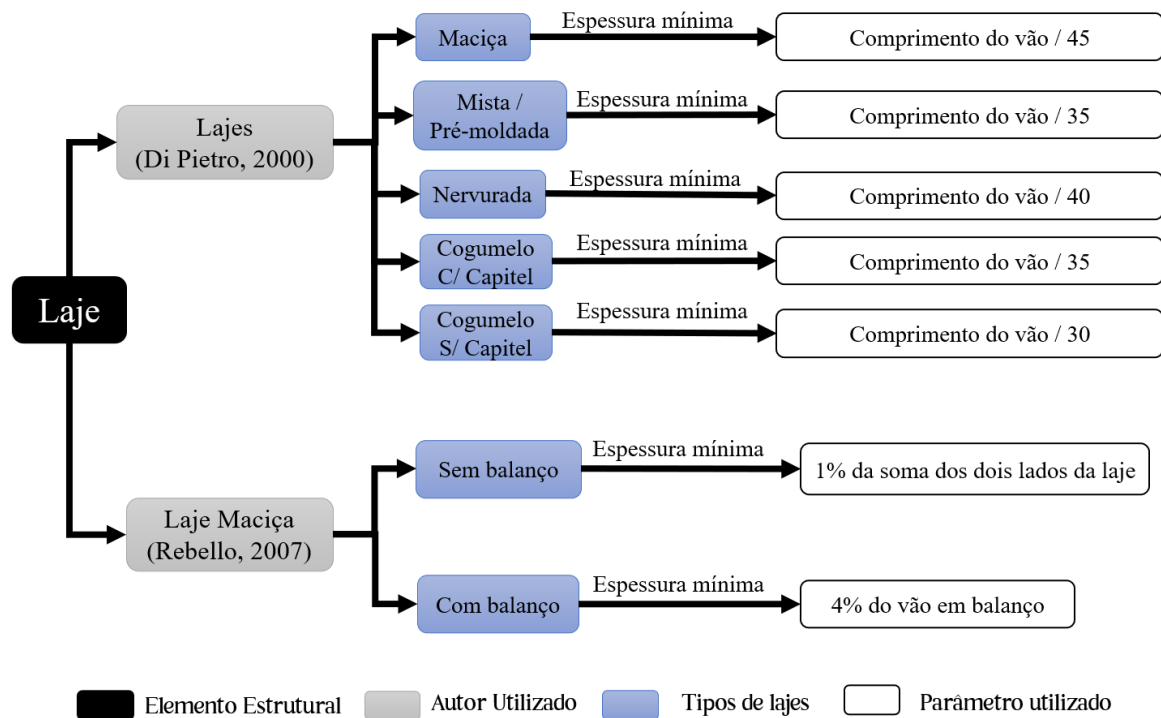 Laje
Lajes
(Di Pietro, 2000)
Maciça
Espessura mínima
Comprimento do vão / 45
Mista /
Pré-moldada
Espessura mínima
Comprimento do vão / 35
Nervurada
Espessura mínima
Comprimento do vão / 40
Cogumelo
C/ Capitel
Espessura mínima
Comprimento do vão / 35
Cogumelo
S/ Capitel
Espessura mínima
Comprimento do vão / 30
Laje Maciça
(Rebello, 2007)
Sem balanço
Espessura mínima
1% da soma dos dois lados da laje
Com balanço
Espessura mínima
4% do vão em balanço
Elemento Estrutural
Autor Utilizado
Tipos de lajes
Parâmetro utilizado